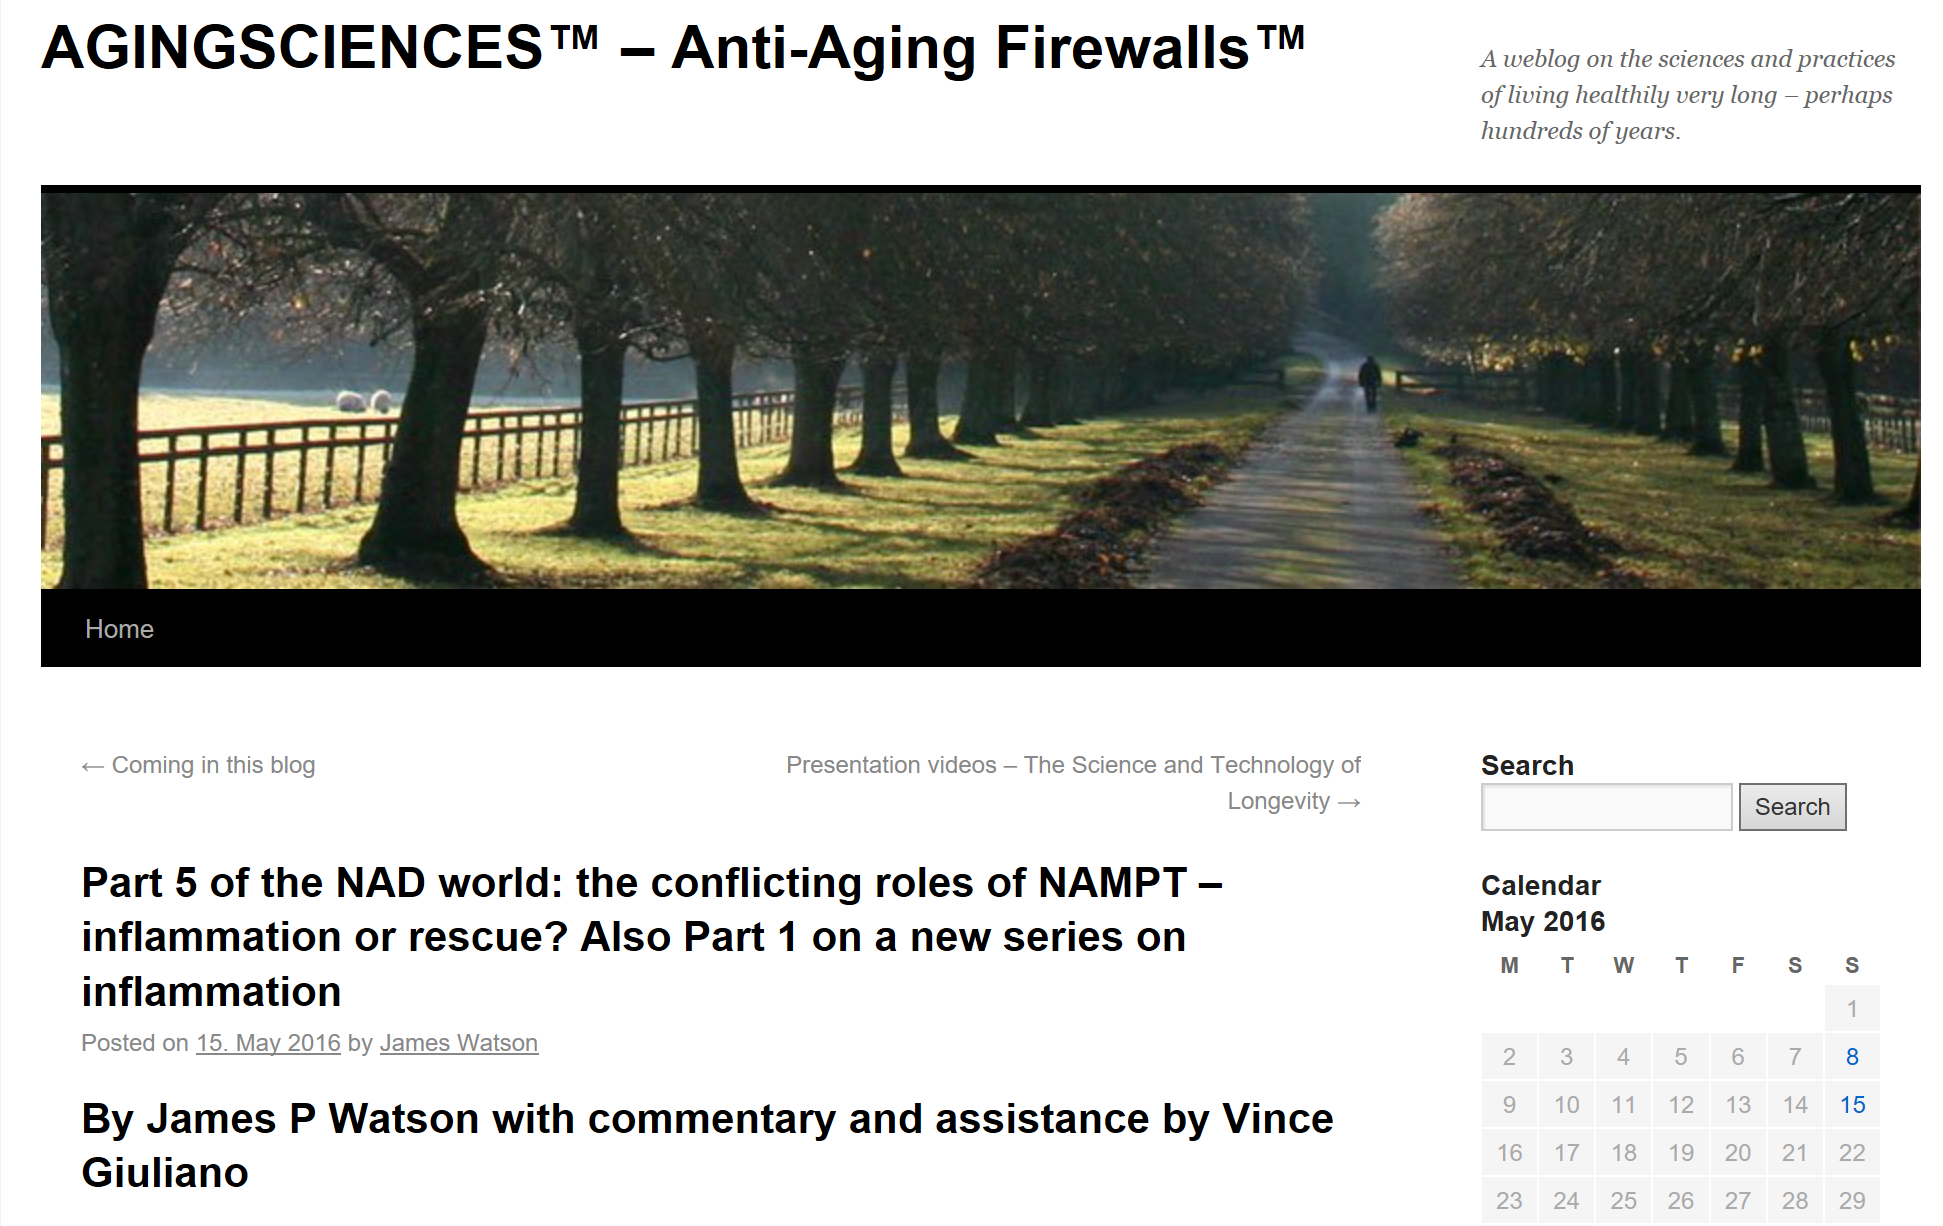 AGINGSCIENCES™ – Anti-Aging Firewalls™
A weblog on the sciences and practices
of living healthily very long – perhaps
hundreds of years.
Home
← Coming in this blog
Presentation videos – The Science and Technology of
Longevity →
Part 5 of the NAD world: the conflicting roles of NAMPT –
inflammation or rescue? Also Part 1 on a new series on
inflammation
Posted on 15. May 2016 by James Watson
By James P Watson with commentary and assistance by Vince
Giuliano
Search
Search
Calendar
May 2016
M T W T F S S
1
2 3 4 5 6 7 8
9 10 11 12 13 14 15
16 17 18 19 20 21 22
23 24 25 26 27 28 29